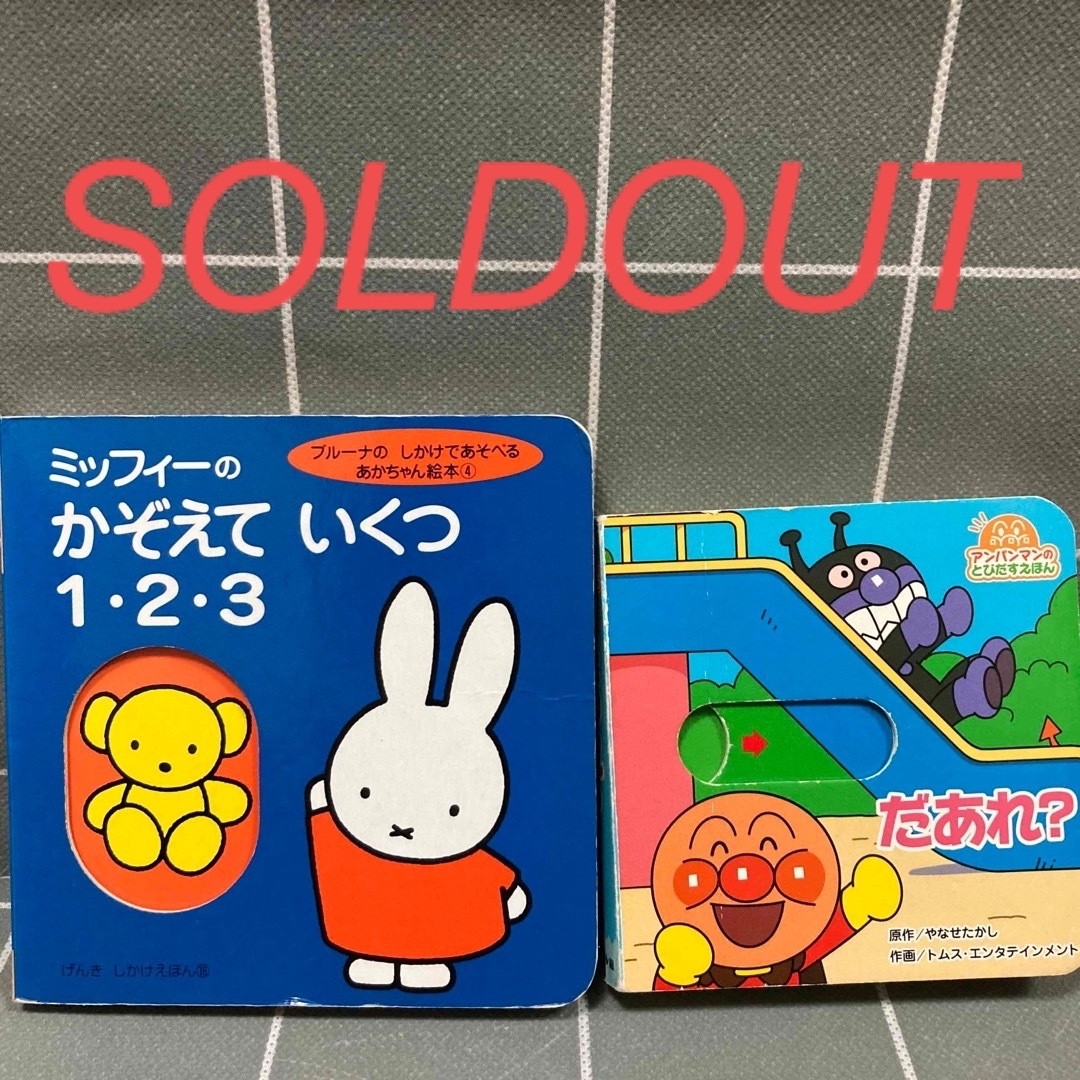 SOLDOUT
ブルーナの しかけであそべる
あかちゃん絵本④
ミッフィーの
かぞえて いくつ
1・2・3
げんき しかけえほん⑯
アンパンマンの
とびだすえほん
だあれ?
原作/やなせたかし
作画/トムス・エンタテインメント